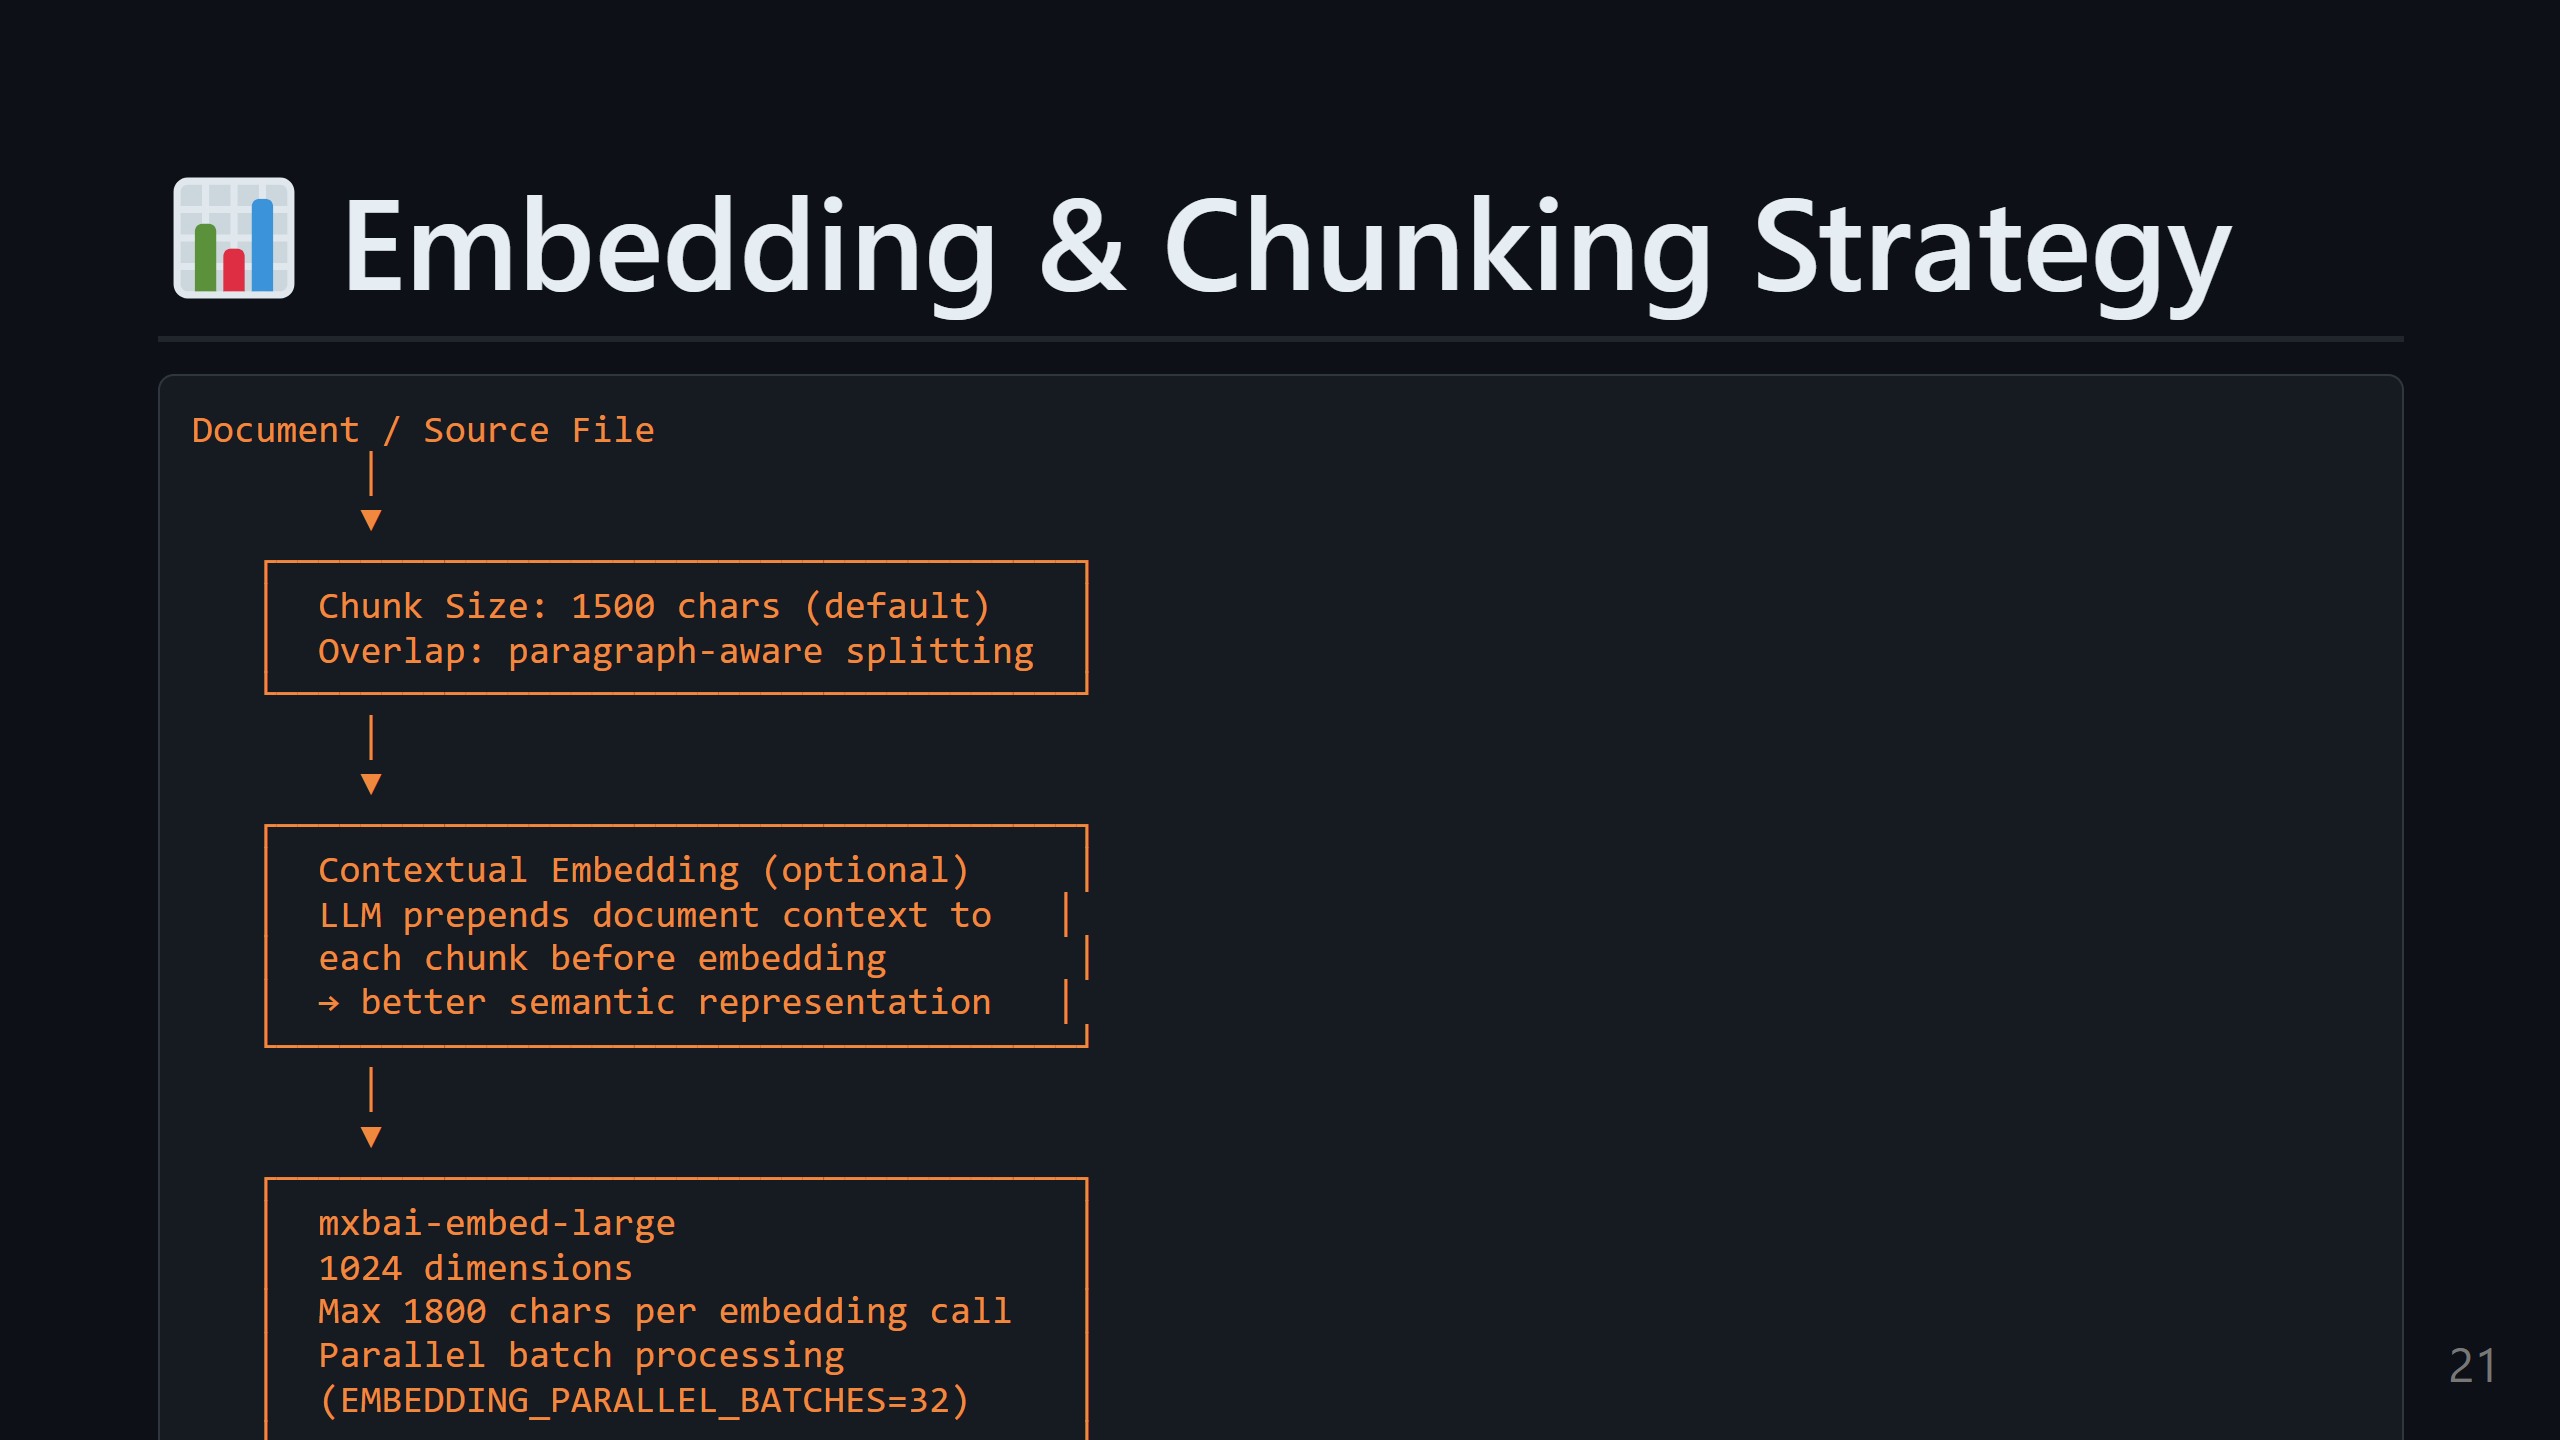 Embedding & Chunking Strategy
Document / Source File
Chunk Size: 1500 chars (default)
Overlap: paragraph-aware splitting
Contextual Embedding (optional)
LLM prepends document context to
each chunk before embedding
→ better semantic representation
mxbai-embed-large
1024 dimensions
Max 1800 chars per embedding call
Parallel batch processing
(EMBEDDING_PARALLEL_BATCHES=32)
21